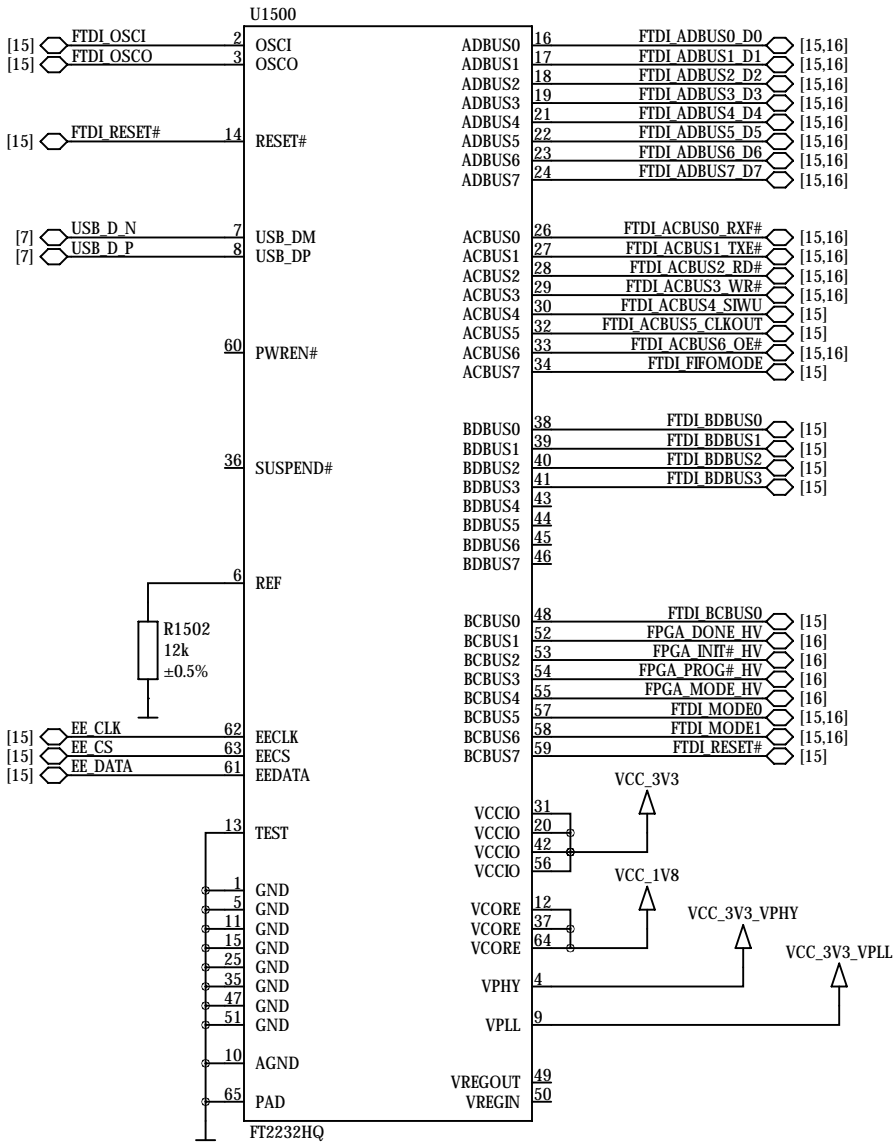 U1500
[15] FTDI_OSCI 2 OSCI ADBUS0 16 FTDI_ADBUS0_D0 [15,16]
[15] FTDI_OSCO 3 OSCO ADBUS1 17 FTDI_ADBUS1_D1 [15,16]
ADBUS2 18 FTDI_ADBUS2_D2 [15,16]
ADBUS3 19 FTDI_ADBUS3_D3 [15,16]
ADBUS4 21 FTDI_ADBUS4_D4 [15,16]
[15] FTDI_RESET# 14 RESET# ADBUS5 22 FTDI_ADBUS5_D5 [15,16]
ADBUS6 23 FTDI_ADBUS6_D6 [15,16]
ADBUS7 24 FTDI_ADBUS7_D7 [15,16]
[7] USB_D_N 7 USB_DM ACBUS0 26 FTDI_ACBUS0_RXF# [15,16]
[7] USB_D_P 8 USB_DP ACBUS1 27 FTDI_ACBUS1_TXE# [15,16]
ACBUS2 28 FTDI_ACBUS2_RD# [15,16]
ACBUS3 29 FTDI_ACBUS3_WR# [15,16]
ACBUS4 30 FTDI_ACBUS4_SIWU [15]
ACBUS5 32 FTDI_ACBUS5_CLKOUT [15]
60 PWREN# ACBUS6 33 FTDI_ACBUS6_OE# [15,16]
ACBUS7 34 FTDI_FIFOMODE [15]
BDBUS0 38 FTDI_BDBUS0 [15]
BDBUS1 39 FTDI_BDBUS1 [15]
36 SUSPEND# BDBUS2 40 FTDI_BDBUS2 [15]
BDBUS3 41 FTDI_BDBUS3 [15]
BDBUS4 43
BDBUS5 44
BDBUS6 45
BDBUS7 46
6 REF
R1502
12k
±0.5%
BCBUS0 48 FTDI_BCBUS0 [15]
BCBUS1 52 FPGA_DONE_HV [16]
BCBUS2 53 FPGA_INIT#_HV [16]
BCBUS3 54 FPGA_PROG#_HV [16]
BCBUS4 55 FPGA_MODE_HV [16]
BCBUS5 57 FTDI_MODE0 [15,16]
[15] EE_CLK 62 EECLK BCBUS6 58 FTDI_MODE1 [15,16]
[15] EE_CS 63 EECS BCBUS7 59 FTDI_RESET# [15]
[15] EE_DATA 61 EEDATA
VCC_3V3
VCCIO 31
13 TEST VCCIO 20
VCCIO 42
VCCIO 56
VCC_1V8
1 GND
5 GND VCORE 12
11 GND VCORE 37
15 GND VCORE 64
VCC_3V3_VPHY
25 GND
35 GND VPHY 4
VCC_3V3_VPLL
47 GND
51 GND VPLL 9
10 AGND
VREGOUT 49
65 PAD VREGIN 50
FT2232HQ